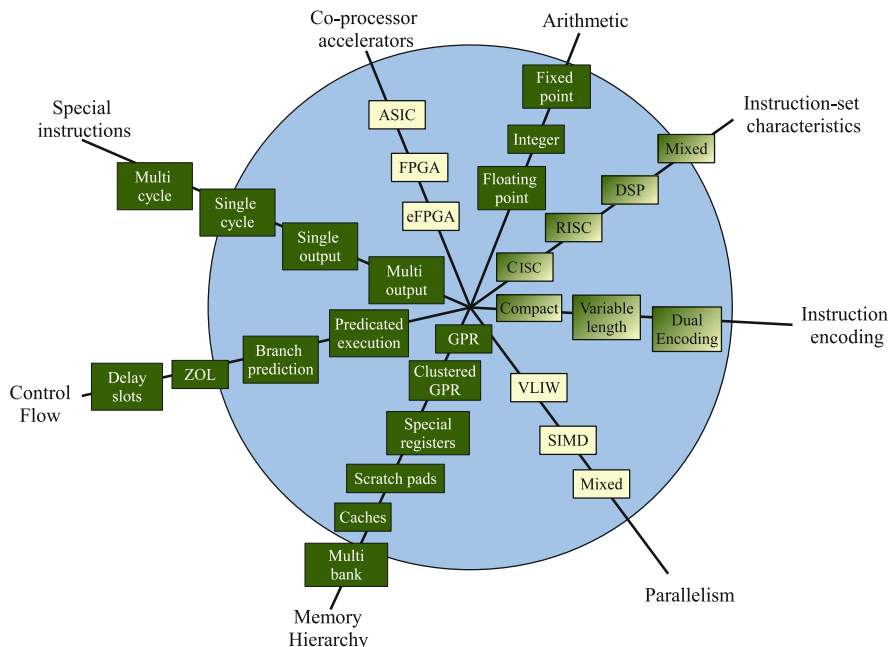 Co-processor
accelerators
Arithmetic
Special
instructions
Instruction-set
characteristics
Fixed
point
ASIC
Integer
Mixed
FPGA
Floating
point
DSP
Multi
cycle
Single
cycle
eFPGA
RISC
Single
output
CISC
Multi
output
Compact
Variable
length
Dual
Encoding
Instruction
encoding
Predicated
execution
GPR
Branch
prediction
ZOL
Delay
slots
Control
Flow
Clustered
GPR
VLIW
Special
registers
SIMD
Scratch pads
Mixed
Caches
Multi
bank
Parallelism
Memory
Hierarchy